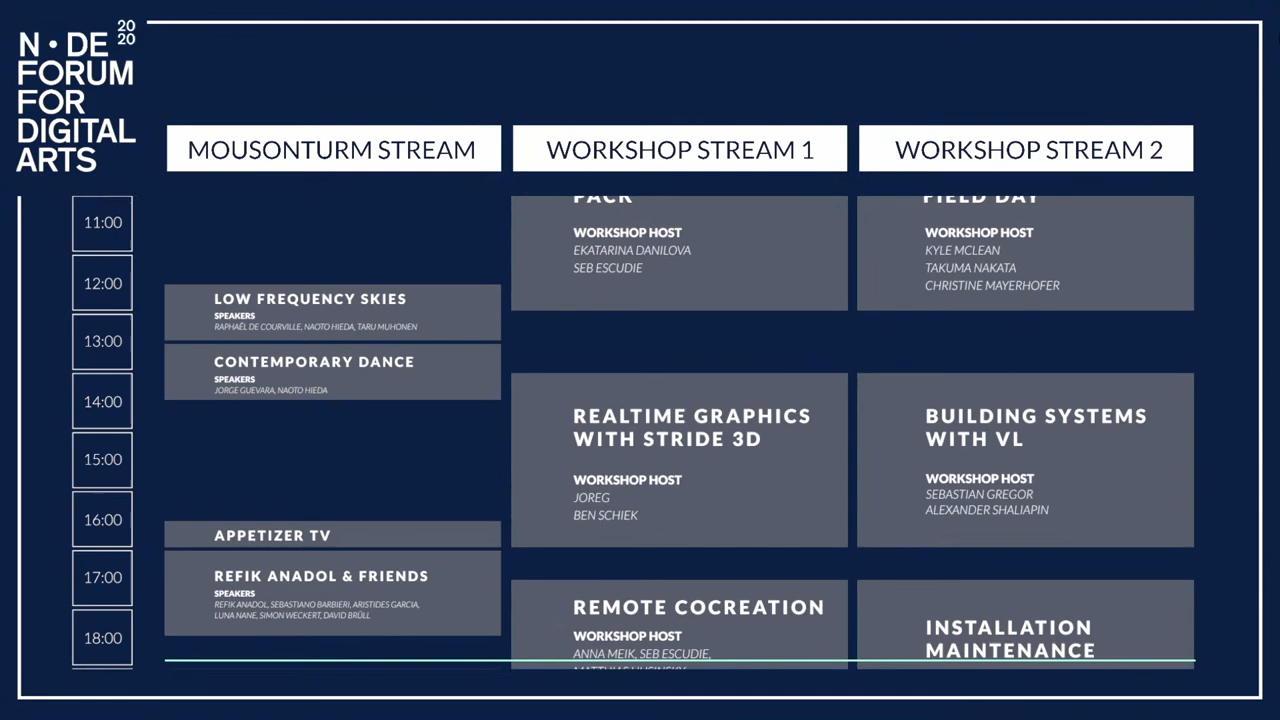 N • DE 20
20
FORUM
FOR
DIGITAL
ARTS
MOUSONTURM STREAM
WORKSHOP STREAM 1
WORKSHOP STREAM 2
11:00
12:00
13:00
14:00
15:00
16:00
17:00
18:00
LOW FREQUENCY SKIES
SPEAKERS
RAPHAËL DE COURVILLE, NAOTO HIEDA, TARU MUHONEN
CONTEMPORARY DANCE
SPEAKERS
JORGE GUEVARA, NAOTO HIEDA
APPETIZER TV
REFIK ANADOL & FRIENDS
SPEAKERS
REFIK ANADOL, SEBASTIANO BARBIERI, ARISTIDES GARCIA,
LUNA NANE, SIMON WECKERT, DAVID BRÜLL
PACK
WORKSHOP HOST
EKATARINA DANILOVA
SEB ESCUDIE
REALTIME GRAPHICS
WITH STRIDE 3D
WORKSHOP HOST
JOREG
BEN SCHIEK
REMOTE COCREATION
WORKSHOP HOST
ANNA MEIK, SEB ESCUDIE,
FIELD DAY
WORKSHOP HOST
KYLE MCLEAN
TAKUMA NAKATA
CHRISTINE MAYERHOFER
BUILDING SYSTEMS
WITH VL
WORKSHOP HOST
SEBASTIAN GREGOR
ALEXANDER SHALIAPIN
INSTALLATION
MAINTENANCE